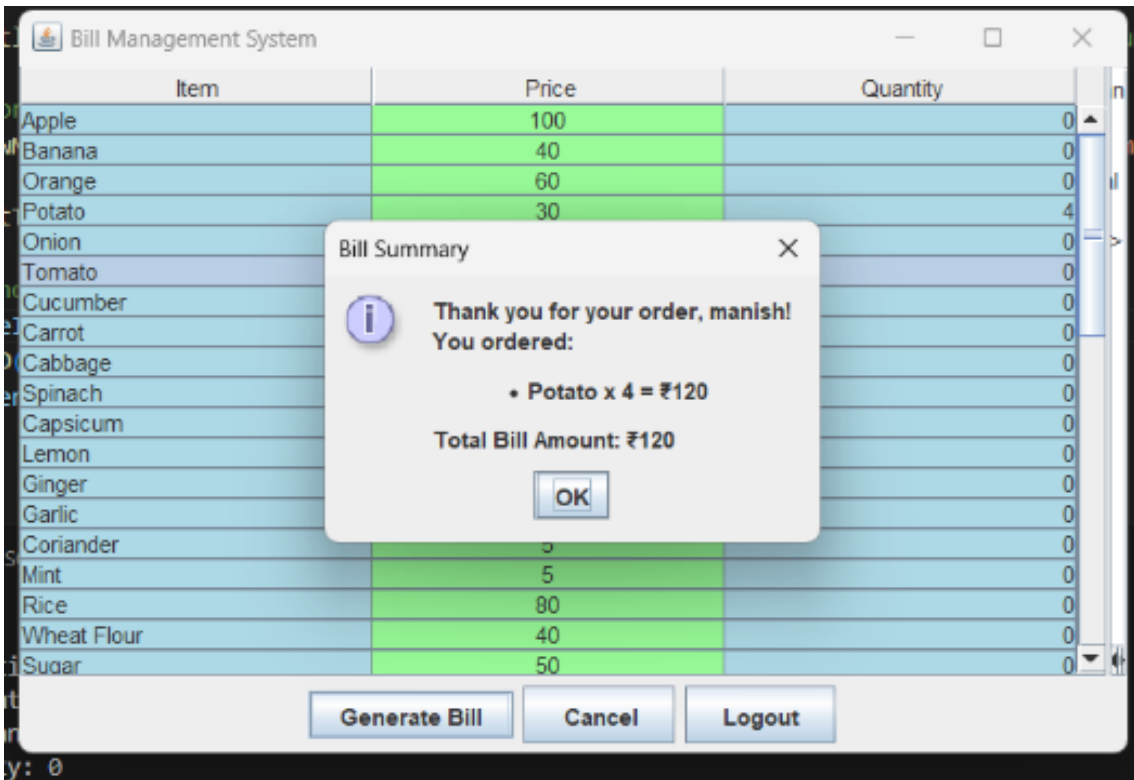 Bill Management System
Item Price Quantity
Apple 100 0
Banana 40 0
Orange 60 0
Potato 30 4
Onion 0
Tomato 0
Cucumber 0
Carrot 0
Cabbage 0
Spinach 0
Capsicum 0
Lemon 0
Ginger 0
Garlic 0
Coriander 5 0
Mint 5 0
Rice 80 0
Wheat Flour 40 0
Sugar 50 0
Bill Summary
Thank you for your order, manish!
You ordered:
• Potato x 4 = ₹120
Total Bill Amount: ₹120
OK
Generate Bill Cancel Logout
y: 0